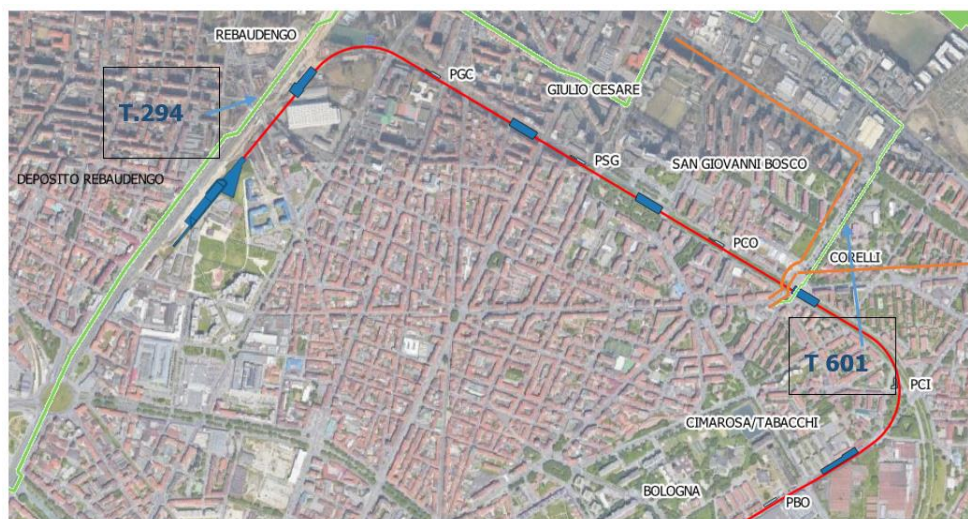 REBAUDENGO
PGC
T.294
GIULIO CESARE
PSG
SAN GIOVANNI BOSCO
DEPOSITO REBAUDENGO
PCO
CORELLI
T 601
PCI
CIMAROSA/TABACCHI
BOLOGNA
PBO